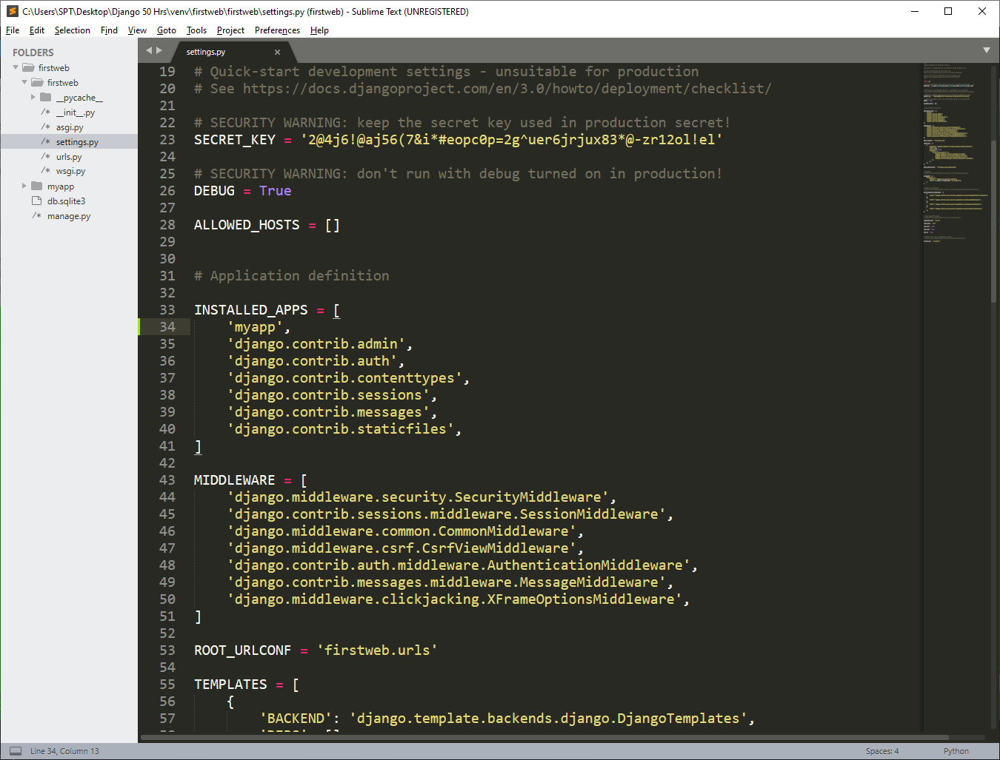 C:\Users\SPT\Desktop\Django 50 Hrs\venv\firstweb\firstweb\settings.py (firstweb) - Sublime Text (UNREGISTERED)
File Edit Selection Find View Goto Tools Project Preferences Help
FOLDERS
firstweb
firstweb
__pycache__
/* __init__.py
/* asgi.py
/* settings.py
/* urls.py
/* wsgi.py
myapp
db.sqlite3
/* manage.py
settings.py
19 # Quick-start development settings - unsuitable for production
20 # See https://docs.djangoproject.com/en/3.0/howto/deployment/checklist/
21
22 # SECURITY WARNING: keep the secret key used in production secret!
23 SECRET_KEY = '2@4j6!@aj56(7&i*#eopc0p=2g^uer6jrjux83*@-zr12ol!el'
24
25 # SECURITY WARNING: don't run with debug turned on in production!
26 DEBUG = True
27
28 ALLOWED_HOSTS = []
29
30
31 # Application definition
32
33 INSTALLED_APPS = [
34     'myapp',
35     'django.contrib.admin',
36     'django.contrib.auth',
37     'django.contrib.contenttypes',
38     'django.contrib.sessions',
39     'django.contrib.messages',
40     'django.contrib.staticfiles',
41 ]
42
43 MIDDLEWARE = [
44     'django.middleware.security.SecurityMiddleware',
45     'django.contrib.sessions.middleware.SessionMiddleware',
46     'django.middleware.common.CommonMiddleware',
47     'django.middleware.csrf.CsrfViewMiddleware',
48     'django.contrib.auth.middleware.AuthenticationMiddleware',
49     'django.contrib.messages.middleware.MessageMiddleware',
50     'django.middleware.clickjacking.XFrameOptionsMiddleware',
51 ]
52
53 ROOT_URLCONF = 'firstweb.urls'
54
55 TEMPLATES = [
56     {
57         'BACKEND': 'django.template.backends.django.DjangoTemplates',
Line 34, Column 13
Spaces: 4
Python